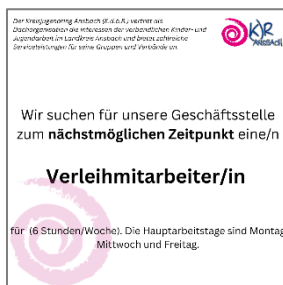 Der Kreisjugendring Ansbach (K.d.ö.R.) vertritt als
Dachorganisation die Interessen der verbandlichen Kinder- und
Jugendarbeit im Landkreis Ansbach und bietet zahlreiche
Serviceleistungen für seine Gruppen und Verbände an.
KJR
ANSBACH
Wir suchen für unsere Geschäftsstelle
zum nächstmöglichen Zeitpunkt eine/n
Verleihmitarbeiter/in
für (6 Stunden/Woche). Die Hauptarbeitstage sind Montag
Mittwoch und Freitag.